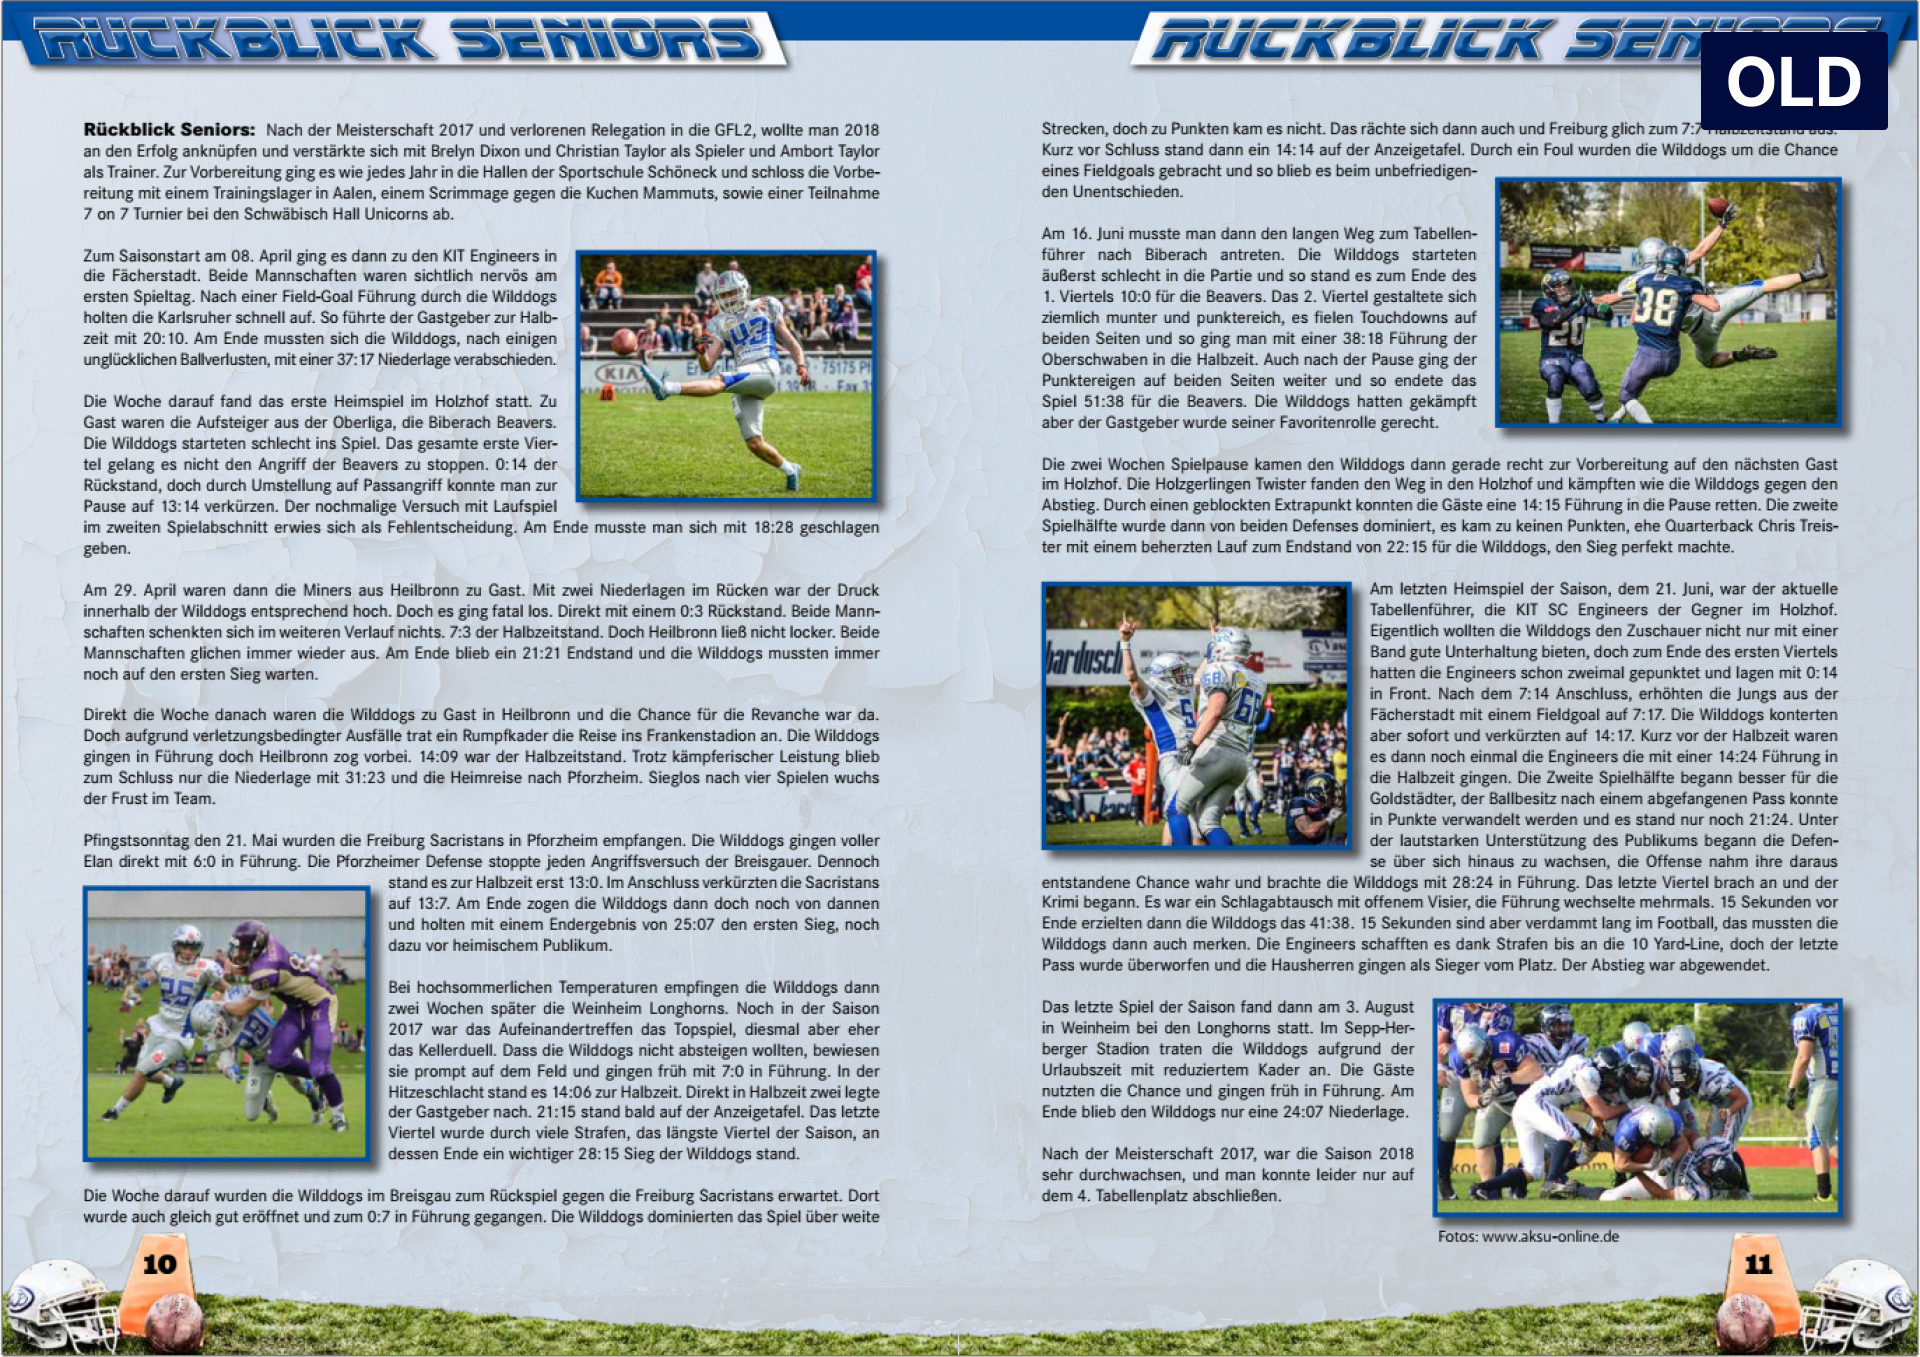 RÜCKBLICK SENIORS
Rückblick Seniors: Nach der Meisterschaft 2017 und verlorenen Relegation in die GFL2, wollte man 2018
an den Erfolg anknüpfen und verstärkte sich mit Brelyn Dixon und Christian Taylor als Spieler und Ambort Taylor
als Trainer. Zur Vorbereitung ging es wie jedes Jahr in die Hallen der Sportschule Schöneck und schloss die Vorbe-
reitung mit einem Trainingslager in Aalen, einem Scrimmage gegen die Kuchen Mammuts, sowie einer Teilnahme
7 on 7 Turnier bei den Schwäbisch Hall Unicorns ab.
Zum Saisonstart am 08. April ging es dann zu den KIT Engineers in
die Fächerstadt. Beide Mannschaften waren sichtlich nervös am
ersten Spieltag. Nach einer Field-Goal Führung durch die Wilddogs
holten die Karlsruher schnell auf. So führte der Gastgeber zur Halb-
zeit mit 20:10. Am Ende mussten sich die Wilddogs, nach einigen
unglücklichen Ballverlusten, mit einer 37:17 Niederlage verabschieden.
43
KIA
75175
Die Woche darauf fand das erste Heimspiel im Holzhof statt. Zu
Gast waren die Aufsteiger aus der Oberliga, die Biberach Beavers.
Die Wilddogs starteten schlecht ins Spiel. Das gesamte erste Vier-
tel gelang es nicht den Angriff der Beavers zu stoppen. 0:14 der
Rückstand, doch durch Umstellung auf Passangriff konnte man zur
Pause auf 13:14 verkürzen. Der nochmalige Versuch mit Laufspiel
im zweiten Spielabschnitt erwies sich als Fehlentscheidung. Am Ende musste man sich mit 18:28 geschlagen
geben.
Am 29. April waren dann die Miners aus Heilbronn zu Gast. Mit zwei Niederlagen im Rücken war der Druck
innerhalb der Wilddogs entsprechend hoch. Doch es ging fatal los. Direkt mit einem 0:3 Rückstand. Beide Mann-
schaften schenkten sich im weiteren Verlauf nichts. 7:3 der Halbzeitstand. Doch Heilbronn ließ nicht locker. Beide
Mannschaften glichen immer wieder aus. Am Ende blieb ein 21:21 Endstand und die Wilddogs mussten immer
noch auf den ersten Sieg warten.
Direkt die Woche danach waren die Wilddogs zu Gast in Heilbronn und die Chance für die Revanche war da.
Doch aufgrund verletzungsbedingter Ausfälle trat ein Rumpfkader die Reise ins Frankenstadion an. Die Wilddogs
gingen in Führung doch Heilbronn zog vorbei. 14:09 war der Halbzeitstand. Trotz kämpferischer Leistung blieb
zum Schluss nur die Niederlage mit 31:23 und die Heimreise nach Pforzheim. Sieglos nach vier Spielen wuchs
der Frust im Team.
Pfingstsonntag den 21. Mai wurden die Freiburg Sacristans in Pforzheim empfangen. Die Wilddogs gingen voller
Elan direkt mit 6:0 in Führung. Die Pforzheimer Defense stoppte jeden Angriffsversuch der Breisgauer. Dennoch
stand es zur Halbzeit erst 13:0. Im Anschluss verkürzten die Sacristans
auf 13:7. Am Ende zogen die Wilddogs dann doch noch von dannen
und holten mit einem Endergebnis von 25:07 den ersten Sieg, noch
dazu vor heimischem Publikum.
25
Bei hochsommerlichen Temperaturen empfingen die Wilddogs dann
zwei Wochen später die Weinheim Longhorns. Noch in der Saison
2017 war das Aufeinandertreffen das Topspiel, diesmal aber eher
das Kellerduell. Dass die Wilddogs nicht absteigen wollten, bewiesen
sie prompt auf dem Feld und gingen früh mit 7:0 in Führung. In der
Hitzeschlacht stand es 14:06 zur Halbzeit. Direkt in Halbzeit zwei legte
der Gastgeber nach. 21:15 stand bald auf der Anzeigetafel. Das letzte
Viertel wurde durch viele Strafen, das längste Viertel der Saison, an
dessen Ende ein wichtiger 28:15 Sieg der Wilddogs stand.
Die Woche darauf wurden die Wilddogs im Breisgau zum Rückspiel gegen die Freiburg Sacristans erwartet. Dort
wurde auch gleich gut eröffnet und zum 0:7 in Führung gegangen. Die Wilddogs dominierten das Spiel über weite
10
RÜCKBLICK SEN
OLD
Strecken, doch zu Punkten kam es nicht. Das rächte sich dann auch und Freiburg glich zum 7:7 Halbzeitstand aus.
Kurz vor Schluss stand dann ein 14:14 auf der Anzeigetafel. Durch ein Foul wurden die Wilddogs um die Chance
eines Fieldgoals gebracht und so blieb es beim unbefriedigen-
den Unentschieden.
Am 16. Juni musste man dann den langen Weg zum Tabellen-
führer nach Biberach antreten. Die Wilddogs starteten
äußerst schlecht in die Partie und so stand es zum Ende des
1. Viertels 10:0 für die Beavers. Das 2. Viertel gestaltete sich
ziemlich munter und punktereich, es fielen Touchdowns auf
beiden Seiten und so ging man mit einer 38:18 Führung der
Oberschwaben in die Halbzeit. Auch nach der Pause ging der
Punktereigen auf beiden Seiten weiter und so endete das
Spiel 51:38 für die Beavers. Die Wilddogs hatten gekämpft
aber der Gastgeber wurde seiner Favoritenrolle gerecht.
20
38
Die zwei Wochen Spielpause kamen den Wilddogs dann gerade recht zur Vorbereitung auf den nächsten Gast
im Holzhof. Die Holzgerlingen Twister fanden den Weg in den Holzhof und kämpften wie die Wilddogs gegen den
Abstieg. Durch einen geblockten Extrapunkt konnten die Gäste eine 14:15 Führung in die Pause retten. Die zweite
Spielhälfte wurde dann von beiden Defenses dominiert, es kam zu keinen Punkten, ehe Quarterback Chris Treis-
ter mit einem beherzten Lauf zum Endstand von 22:15 für die Wilddogs, den Sieg perfekt machte.
bardusch
68
Am letzten Heimspiel der Saison, dem 21. Juni, war der aktuelle
Tabellenführer, die KIT SC Engineers der Gegner im Holzhof.
Eigentlich wollten die Wilddogs den Zuschauer nicht nur mit einer
Band gute Unterhaltung bieten, doch zum Ende des ersten Viertels
hatten die Engineers schon zweimal gepunktet und lagen mit 0:14
in Front. Nach dem 7:14 Anschluss, erhöhten die Jungs aus der
Fächerstadt mit einem Fieldgoal auf 7:17. Die Wilddogs konterten
aber sofort und verkürzten auf 14:17. Kurz vor der Halbzeit waren
es dann noch einmal die Engineers die mit einer 14:24 Führung in
die Halbzeit gingen. Die Zweite Spielhälfte begann besser für die
Goldstädter, der Ballbesitz nach einem abgefangenen Pass konnte
in Punkte verwandelt werden und es stand nur noch 21:24. Unter
der lautstarken Unterstützung des Publikums begann die Defen-
se über sich hinaus zu wachsen, die Offense nahm ihre daraus
entstandene Chance wahr und brachte die Wilddogs mit 28:24 in Führung. Das letzte Viertel brach an und der
Krimi begann. Es war ein Schlagabtausch mit offenem Visier, die Führung wechselte mehrmals. 15 Sekunden vor
Ende erzielten dann die Wilddogs das 41:38. 15 Sekunden sind aber verdammt lang im Football, das mussten die
Wilddogs dann auch merken. Die Engineers schafften es dank Strafen bis an die 10 Yard-Line, doch der letzte
Pass wurde überworfen und die Hausherren gingen als Sieger vom Platz. Der Abstieg war abgewendet.
Das letzte Spiel der Saison fand dann am 3. August
in Weinheim bei den Longhorns statt. Im Sepp-Her-
berger Stadion traten die Wilddogs aufgrund der
Urlaubszeit mit reduziertem Kader an. Die Gäste
nutzten die Chance und gingen früh in Führung. Am
Ende blieb den Wilddogs nur eine 24:07 Niederlage.
Nach der Meisterschaft 2017, war die Saison 2018
sehr durchwachsen, und man konnte leider nur auf
dem 4. Tabellenplatz abschließen.
Fotos: www.aksu-online.de
11